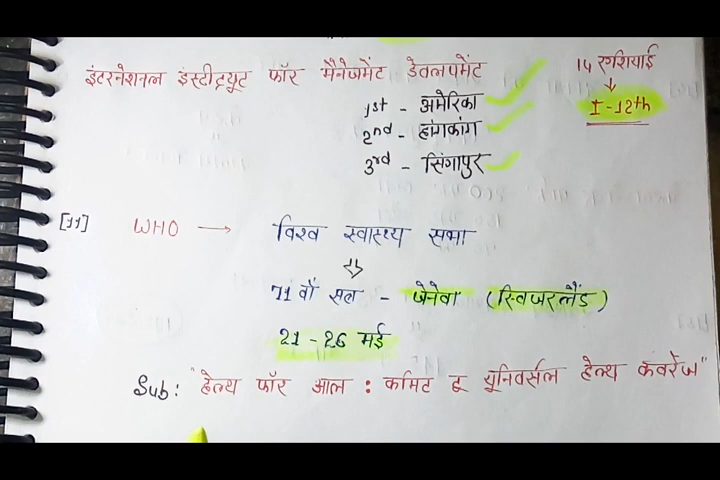 इंटरनेशनल इंस्टीट्यूट फॉर मैनेजमेंट डेवलपमेंट
14 एशियाई
↓
I - 12th
1st - अमेरिका
2nd - हांगकांग
3rd - सिंगापुर
[11] WHO → विश्व स्वास्थ्य सभा
⇓
71 वाँ सत्र - जेनेवा (स्विजरलैंड)
21 - 26 मई
Sub: "हेल्थ फॉर आल : कमिट टू यूनिवर्सल हेल्थ कवरेज"